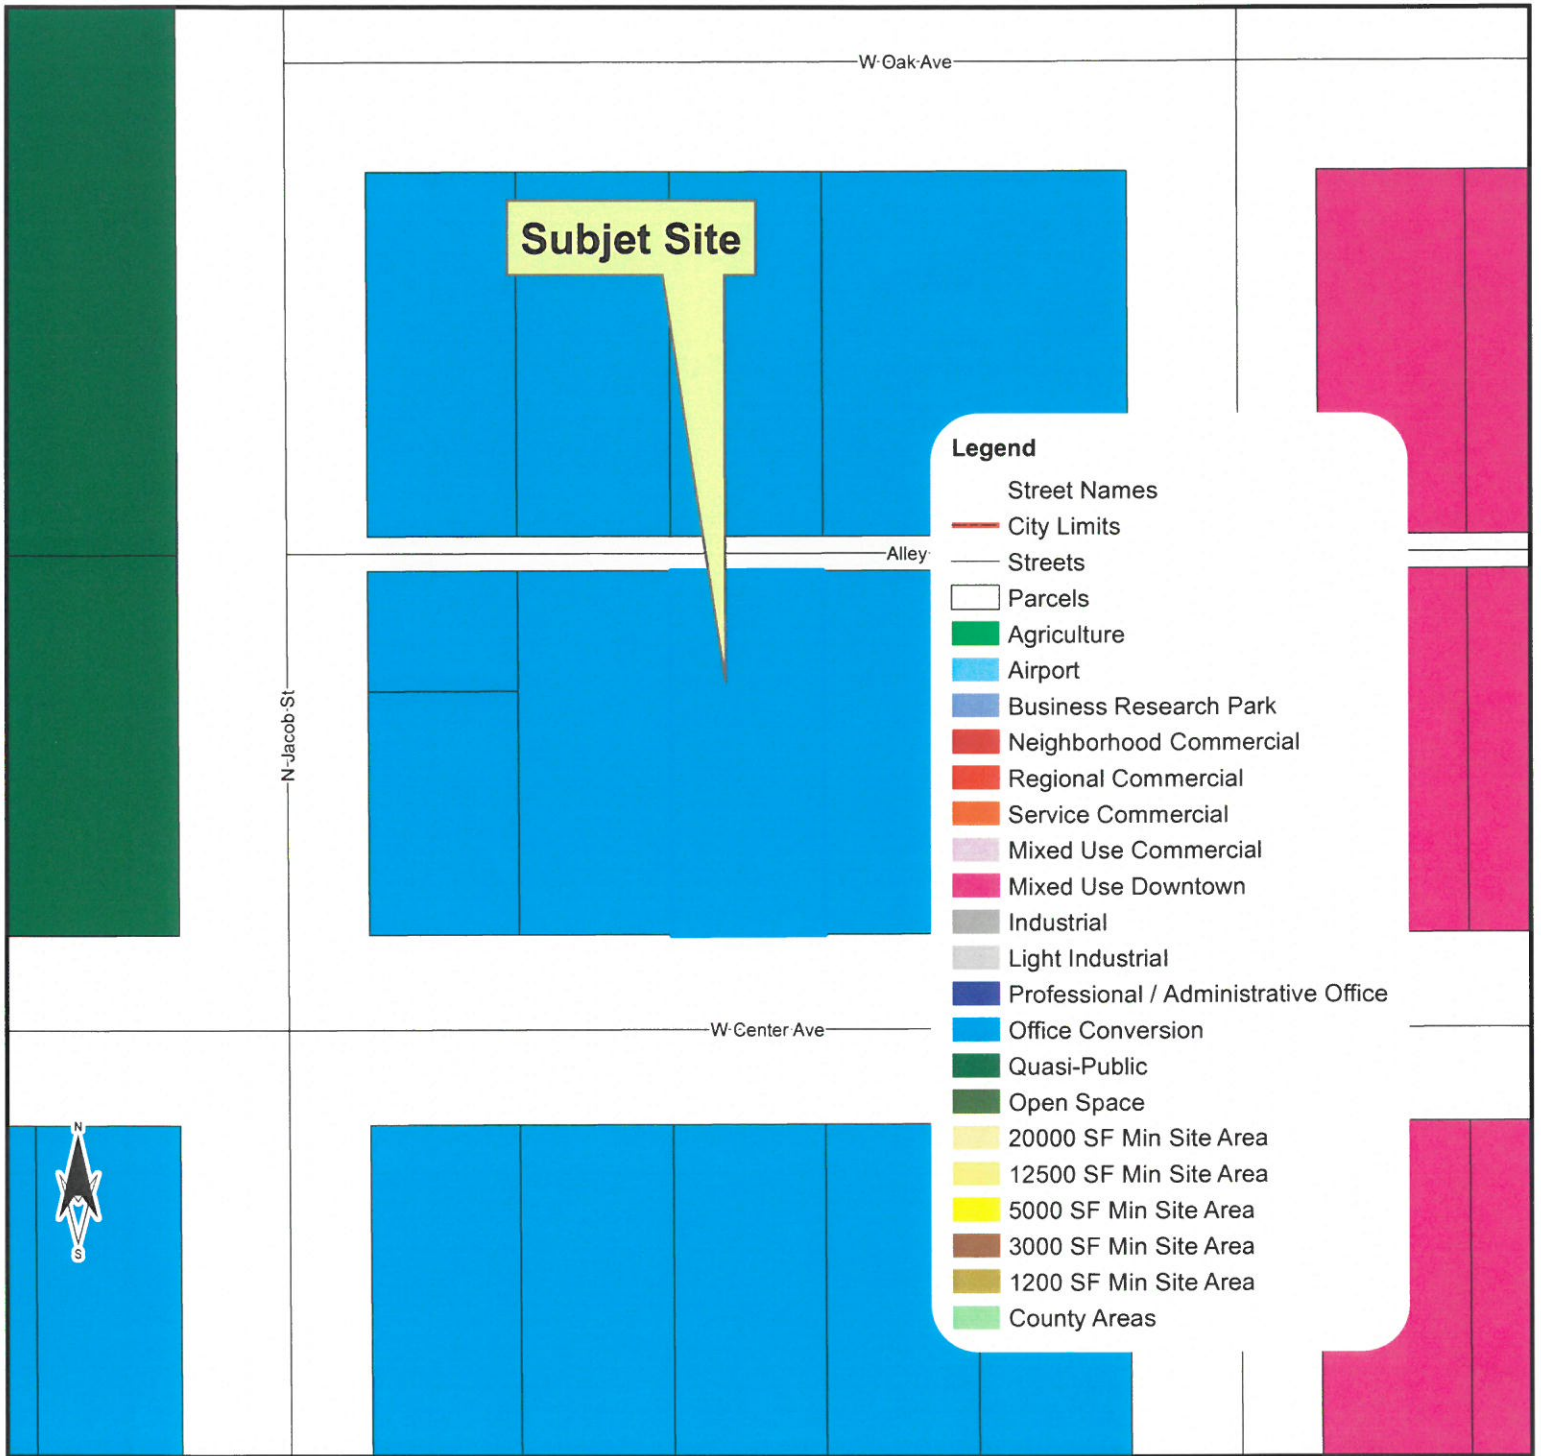 W Oak Ave
Subjet Site
Legend
Street Names
City Limits
Alley
Streets
Parcels
Agriculture
Airport
N Jacob St
Business Research Park
Neighborhood Commercial
Regional Commercial
Service Commercial
Mixed Use Commercial
Mixed Use Downtown
Industrial
Light Industrial
Professional / Administrative Office
W Center Ave
Office Conversion
Quasi-Public
Open Space
20000 SF Min Site Area
12500 SF Min Site Area
5000 SF Min Site Area
3000 SF Min Site Area
1200 SF Min Site Area
County Areas
N
S